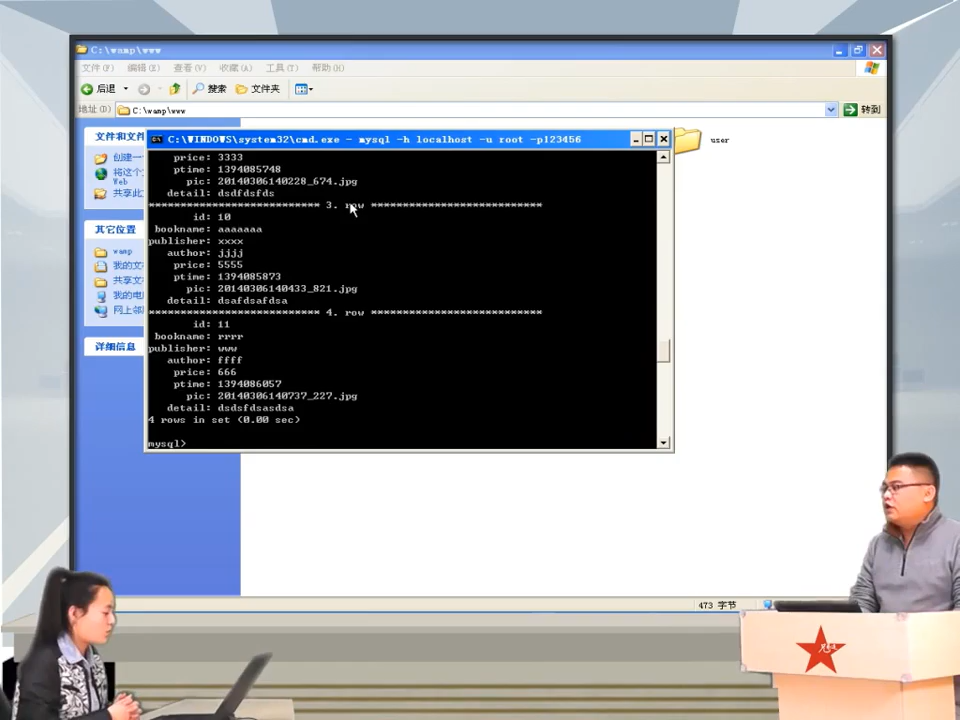 C:\wamp\www
文件(F) 编辑(E) 查看(V) 收藏(A) 工具(T) 帮助(H)
后退 搜索 文件夹
地址(D) C:\wamp\www 转到
文件和文件
创建一
将这个
Web
共享此
其它位置
wamp
我的文
共享文
我的电
网上邻
详细信息
user
C:\WINDOWS\system32\cmd.exe - mysql -h localhost -u root -p123456
price: 3333
ptime: 1394085748
pic: 20140306140228_674.jpg
detail: dsdfdsfds
*************************** 3. row ***************************
id: 10
bookname: aaaaaaa
publisher: xxxx
author: jjjj
price: 5555
ptime: 1394085873
pic: 20140306140433_821.jpg
detail: dsafdsafdsa
*************************** 4. row ***************************
id: 11
bookname: rrrr
publisher: www
author: ffff
price: 666
ptime: 1394086057
pic: 20140306140737_227.jpg
detail: dsdsfdsasdsa
4 rows in set (0.00 sec)
mysql>
473 字节